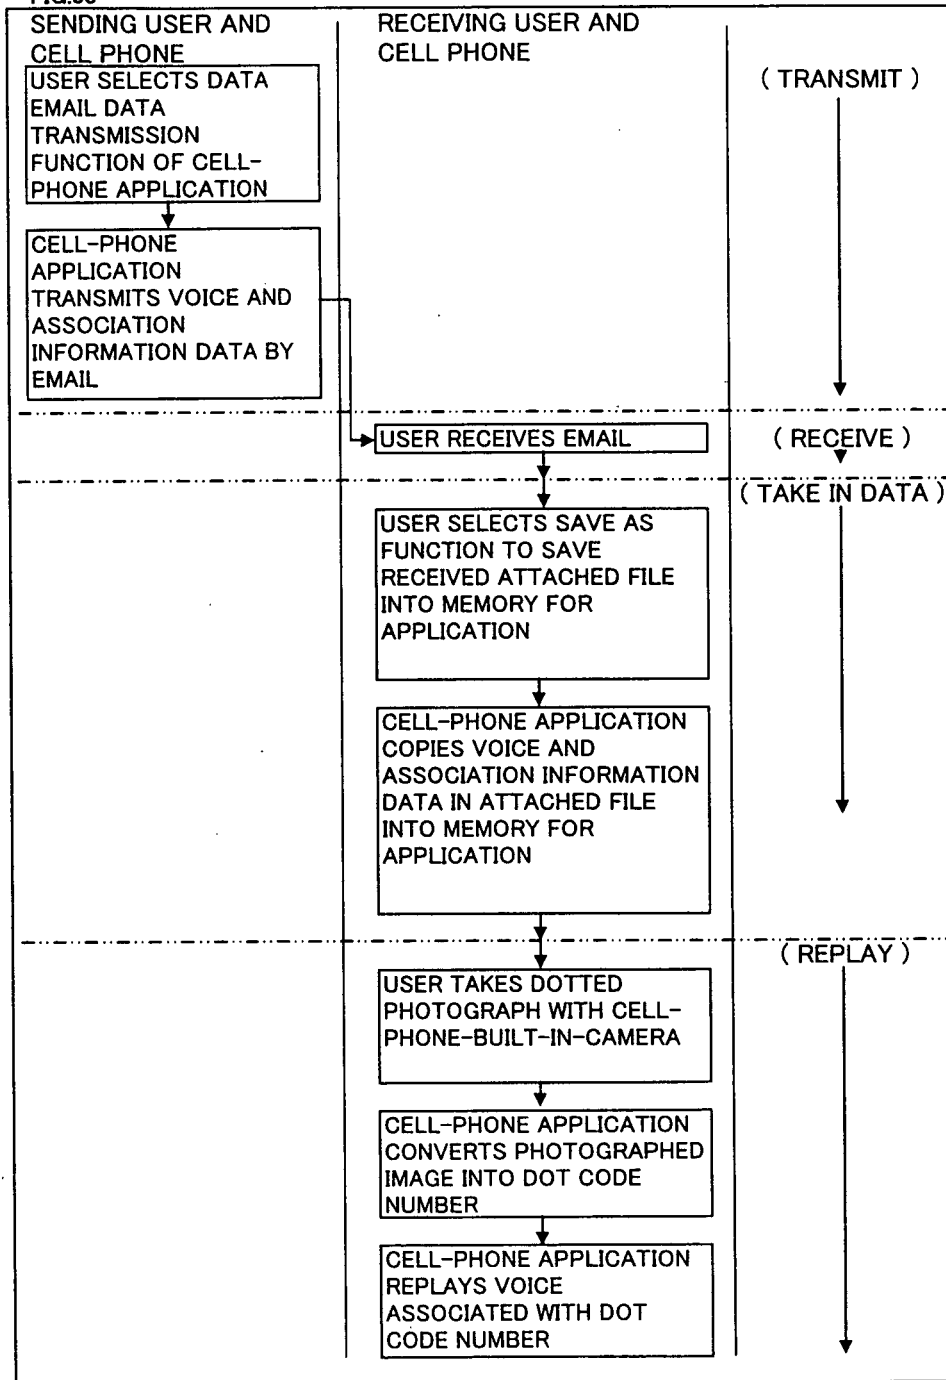 SENDING USER AND
CELL PHONE
RECEIVING USER AND
CELL PHONE
USER SELECTS DATA
EMAIL DATA
TRANSMISSION
FUNCTION OF CELL-
PHONE APPLICATION
( TRANSMIT )
CELL-PHONE
APPLICATION
TRANSMITS VOICE AND
ASSOCIATION
INFORMATION DATA BY
EMAIL
USER RECEIVES EMAIL
( RECEIVE )
( TAKE IN DATA )
USER SELECTS SAVE AS
FUNCTION TO SAVE
RECEIVED ATTACHED FILE
INTO MEMORY FOR
APPLICATION
CELL-PHONE APPLICATION
COPIES VOICE AND
ASSOCIATION INFORMATION
DATA IN ATTACHED FILE
INTO MEMORY FOR
APPLICATION
( REPLAY )
USER TAKES DOTTED
PHOTOGRAPH WITH CELL-
PHONE-BUILT-IN-CAMERA
CELL-PHONE APPLICATION
CONVERTS PHOTOGRAPHED
IMAGE INTO DOT CODE
NUMBER
CELL-PHONE APPLICATION
REPLAYS VOICE
ASSOCIATED WITH DOT
CODE NUMBER